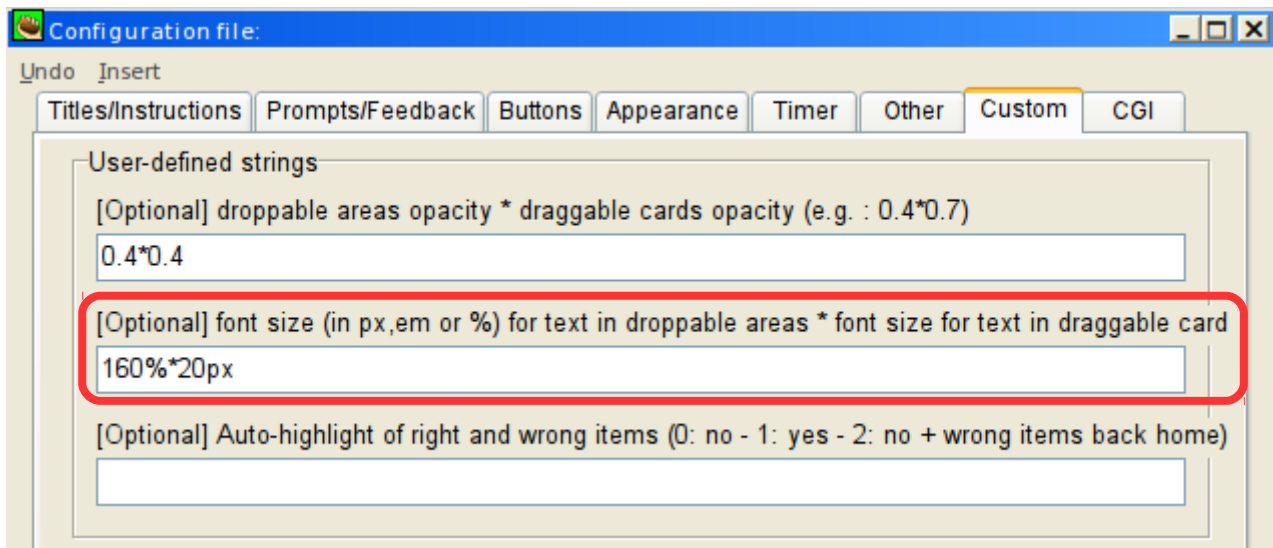 Configuration file:
Undo Insert
Titles/Instructions Prompts/Feedback Buttons Appearance Timer Other Custom CGI
User-defined strings
[Optional] droppable areas opacity * draggable cards opacity (e.g. : 0.4*0.7)
0.4*0.4
[Optional] font size (in px,em or %) for text in droppable areas * font size for text in draggable card
160%*20px
[Optional] Auto-highlight of right and wrong items (0: no - 1: yes - 2: no + wrong items back home)